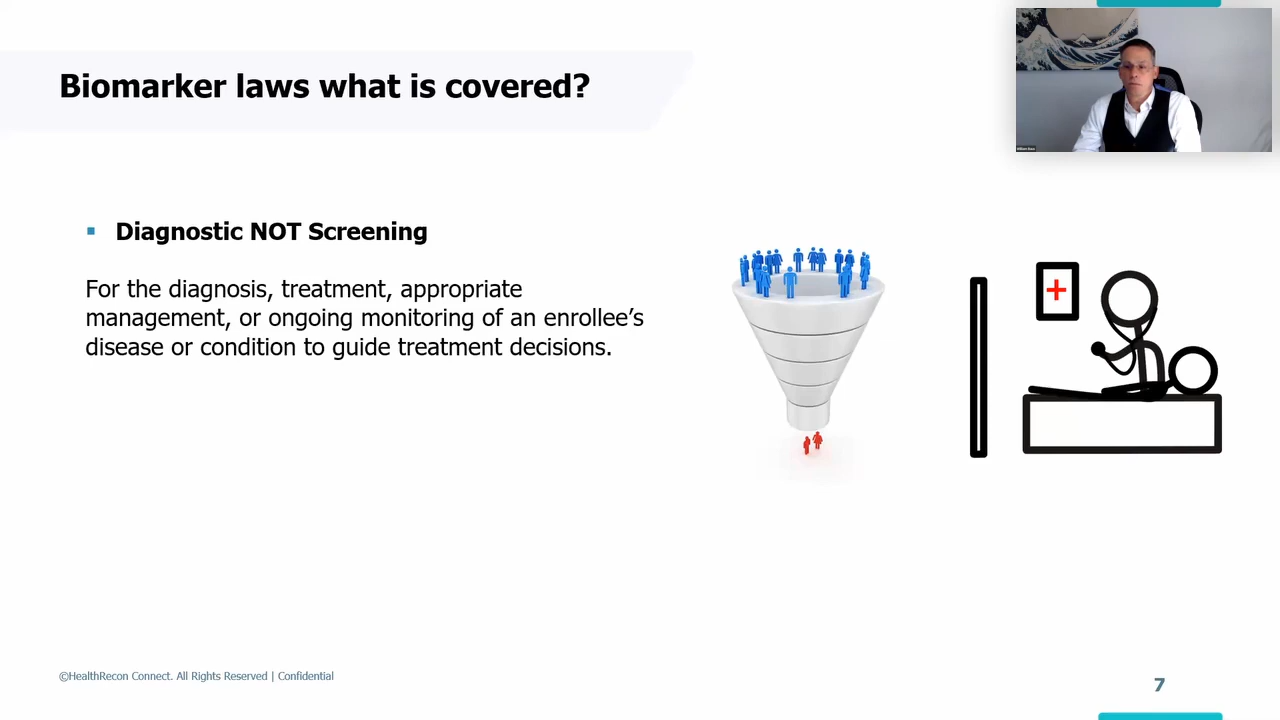 Biomarker laws what is covered?
Diagnostic NOT Screening
For the diagnosis, treatment, appropriate
management, or ongoing monitoring of an enrollee’s
disease or condition to guide treatment decisions.
©HealthRecon Connect. All Rights Reserved | Confidential
7